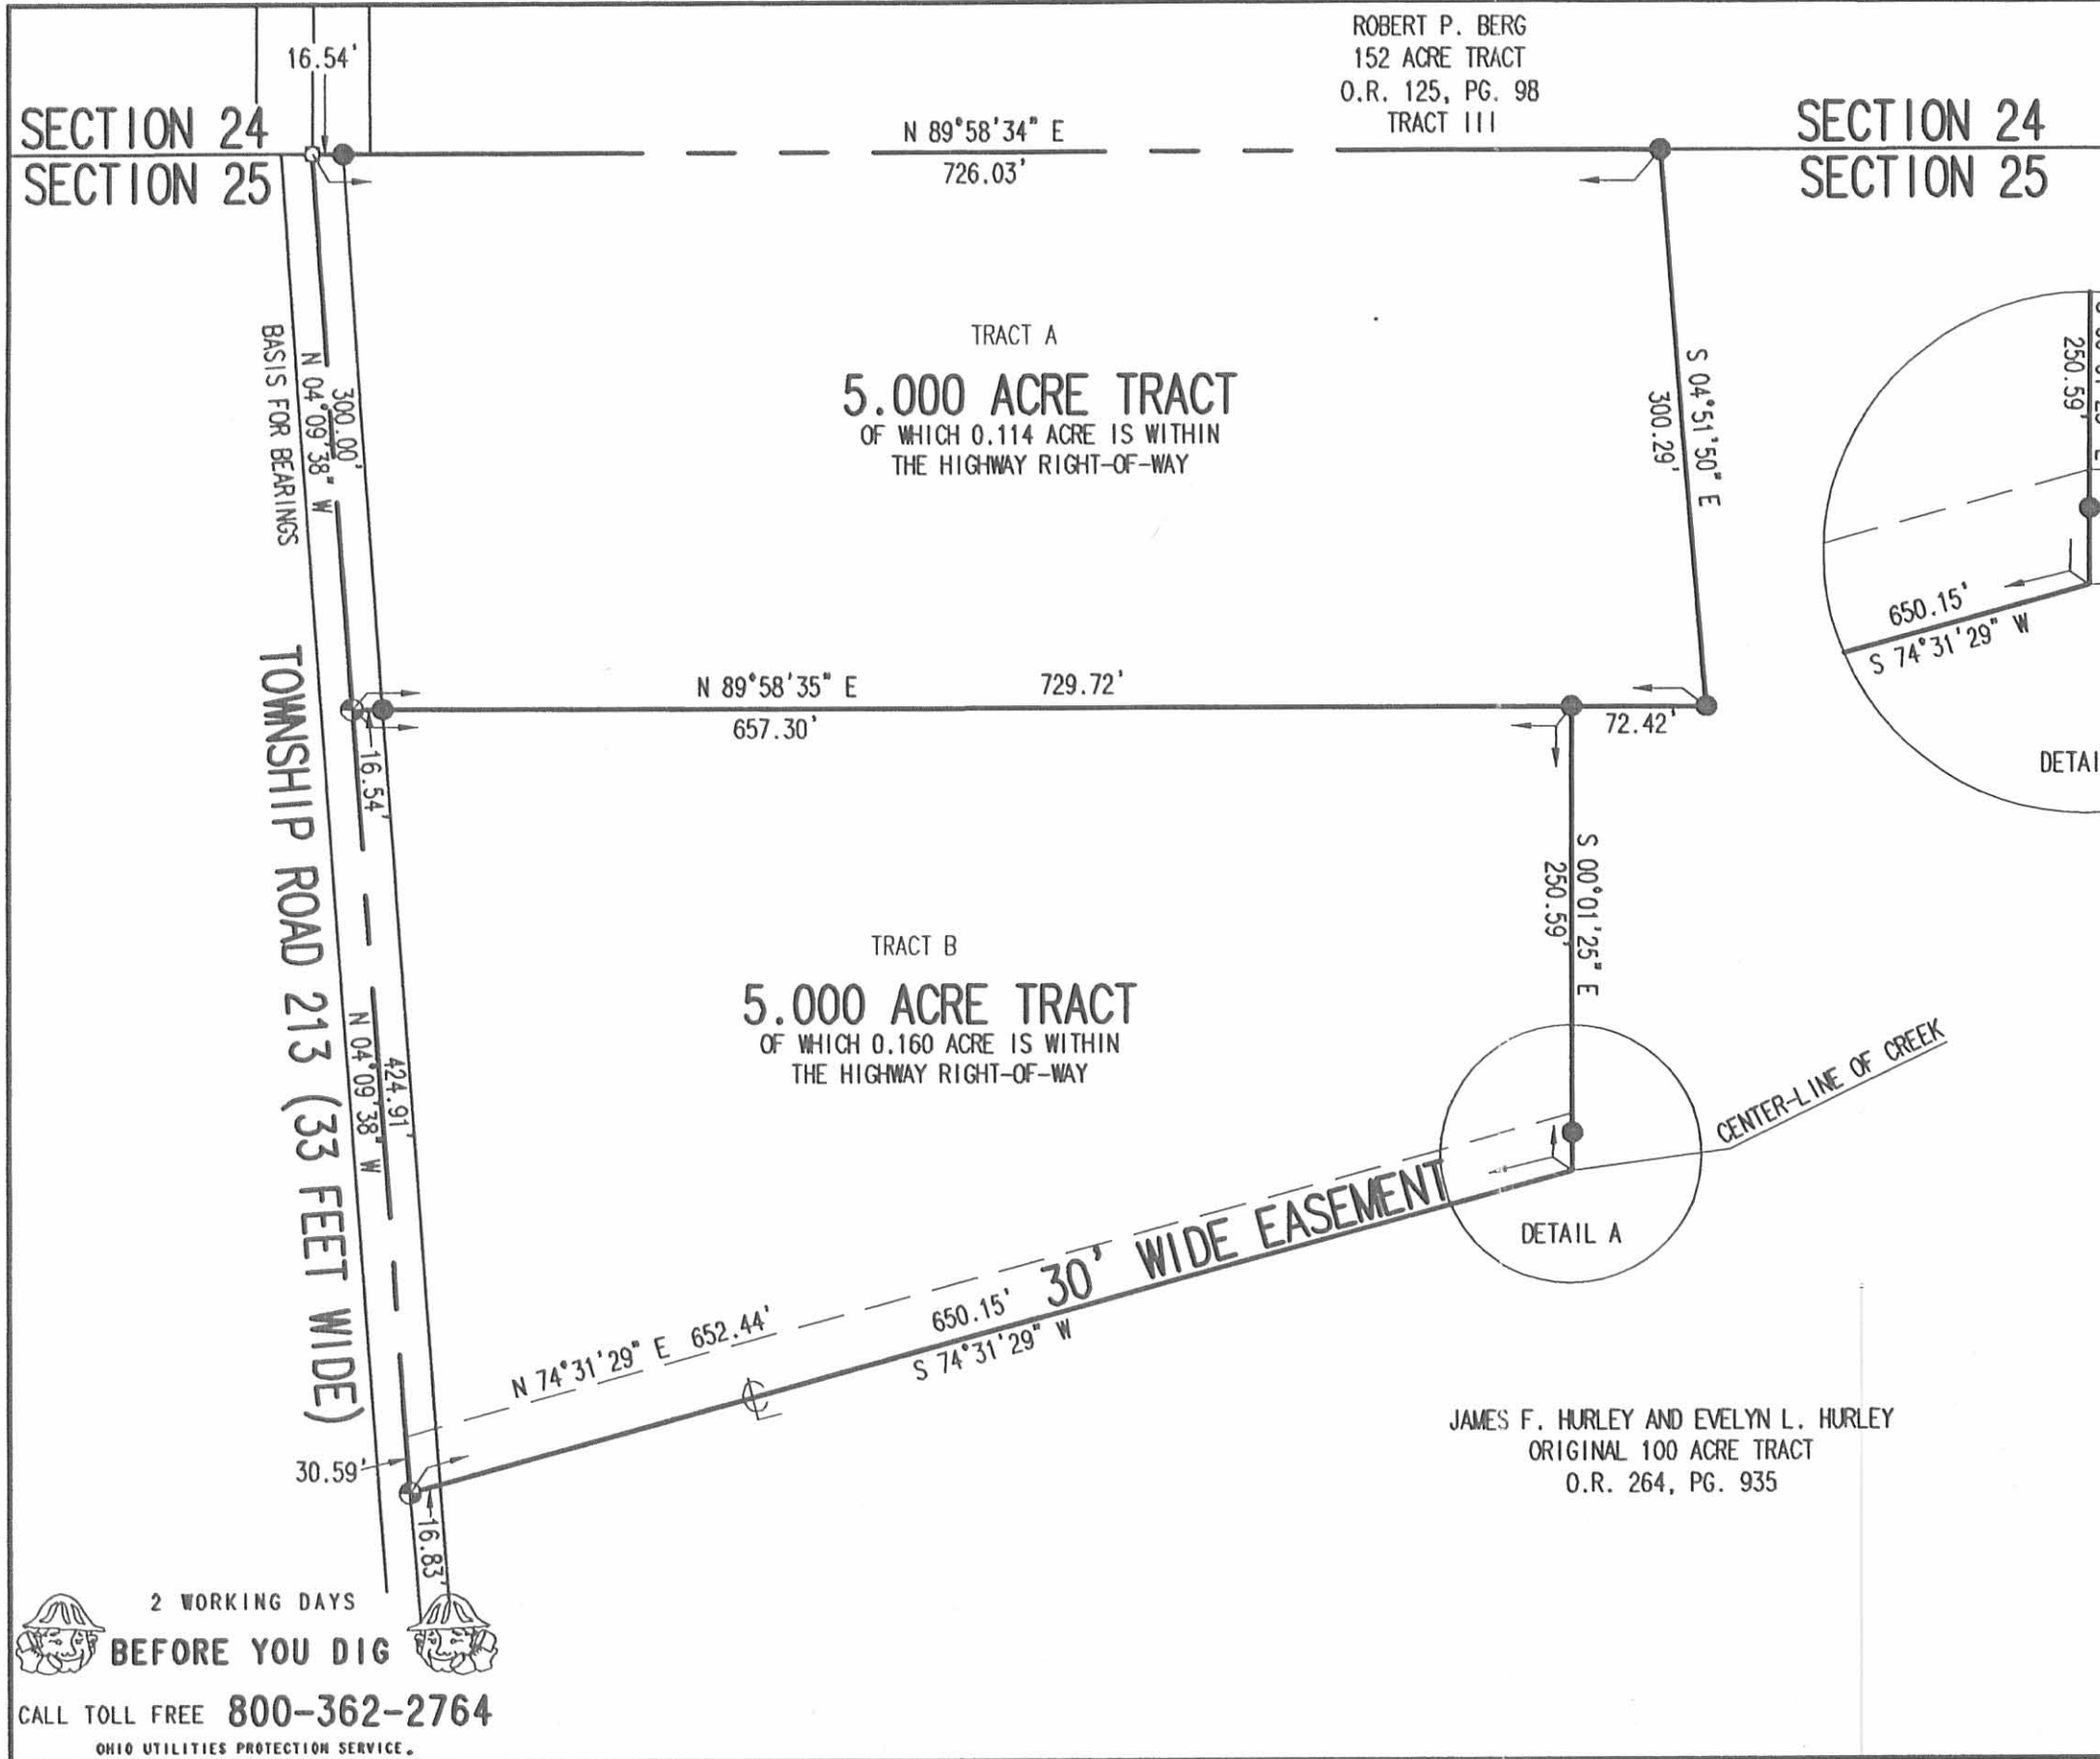 ROBERT P. BERG
152 ACRE TRACT
O.R. 125, PG. 98
TRACT III
16.54'
SECTION 24
SECTION 25
N 89°58'34" E
726.03'
SECTION 24
SECTION 25
BASIS FOR BEARINGS
N 04°09'38" W
300.00'
TRACT A
5.000 ACRE TRACT
OF WHICH 0.114 ACRE IS WITHIN
THE HIGHWAY RIGHT-OF-WAY
S 04°51'50" E
300.29'
250.59'
650.15'
S 74°31'29" W
DETAI
N 89°58'35" E
729.72'
657.30'
72.42'
16.54'
TOWNSHIP ROAD 213 (33 FEET WIDE)
N 04°09'38" W
424.91'
TRACT B
5.000 ACRE TRACT
OF WHICH 0.160 ACRE IS WITHIN
THE HIGHWAY RIGHT-OF-WAY
S 00°01'25" E
250.59'
CENTER-LINE OF CREEK
DETAIL A
30' WIDE EASEMENT
N 74°31'29" E 652.44'
650.15'
S 74°31'29" W
30.59'
16.83'
JAMES F. HURLEY AND EVELYN L. HURLEY
ORIGINAL 100 ACRE TRACT
O.R. 264, PG. 935
2 WORKING DAYS
BEFORE YOU DIG
CALL TOLL FREE 800-362-2764
OHIO UTILITIES PROTECTION SERVICE.